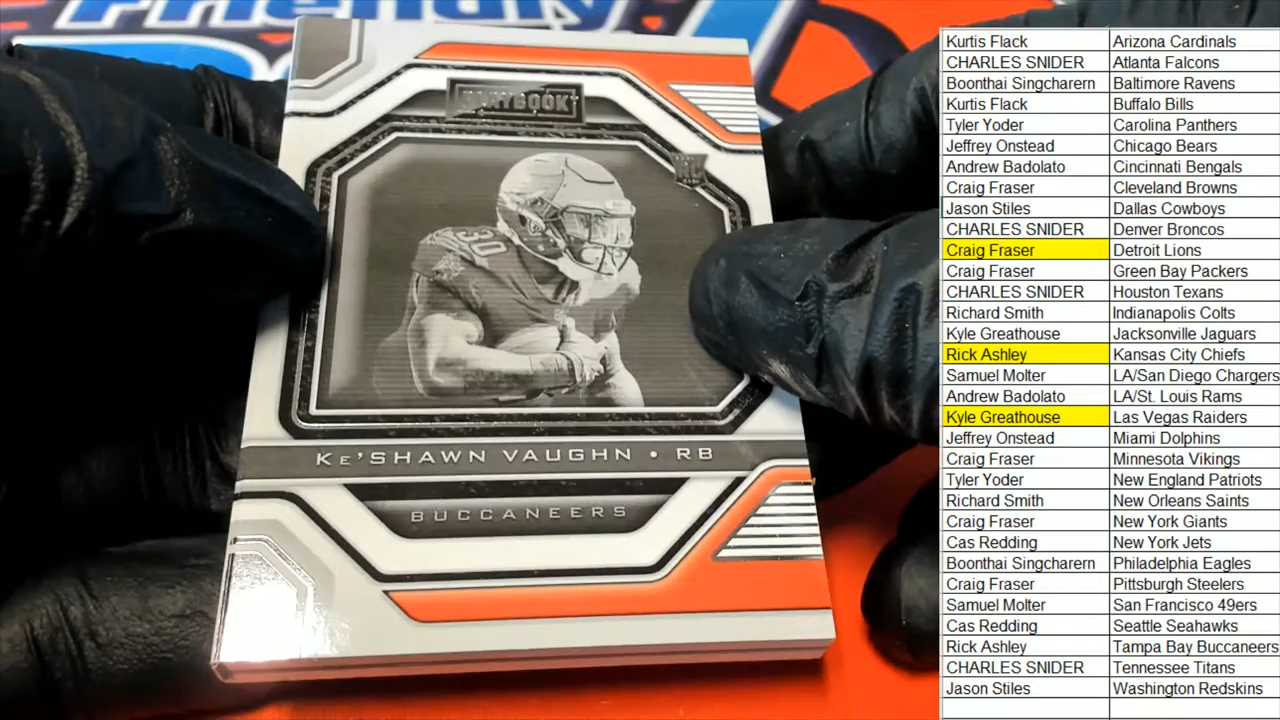 Friendly
PLAYBOOK
RC
30
KE'SHAWN VAUGHN • RB
BUCCANEERS
Kurtis Flack Arizona Cardinals
CHARLES SNIDER Atlanta Falcons
Boonthai Singcharern Baltimore Ravens
Kurtis Flack Buffalo Bills
Tyler Yoder Carolina Panthers
Jeffrey Onstead Chicago Bears
Andrew Badolato Cincinnati Bengals
Craig Fraser Cleveland Browns
Jason Stiles Dallas Cowboys
CHARLES SNIDER Denver Broncos
Craig Fraser Detroit Lions
Craig Fraser Green Bay Packers
CHARLES SNIDER Houston Texans
Richard Smith Indianapolis Colts
Kyle Greathouse Jacksonville Jaguars
Rick Ashley Kansas City Chiefs
Samuel Molter LA/San Diego Chargers
Andrew Badolato LA/St. Louis Rams
Kyle Greathouse Las Vegas Raiders
Jeffrey Onstead Miami Dolphins
Craig Fraser Minnesota Vikings
Tyler Yoder New England Patriots
Richard Smith New Orleans Saints
Craig Fraser New York Giants
Cas Redding New York Jets
Boonthai Singcharern Philadelphia Eagles
Craig Fraser Pittsburgh Steelers
Samuel Molter San Francisco 49ers
Cas Redding Seattle Seahawks
Rick Ashley Tampa Bay Buccaneers
CHARLES SNIDER Tennessee Titans
Jason Stiles Washington Redskins